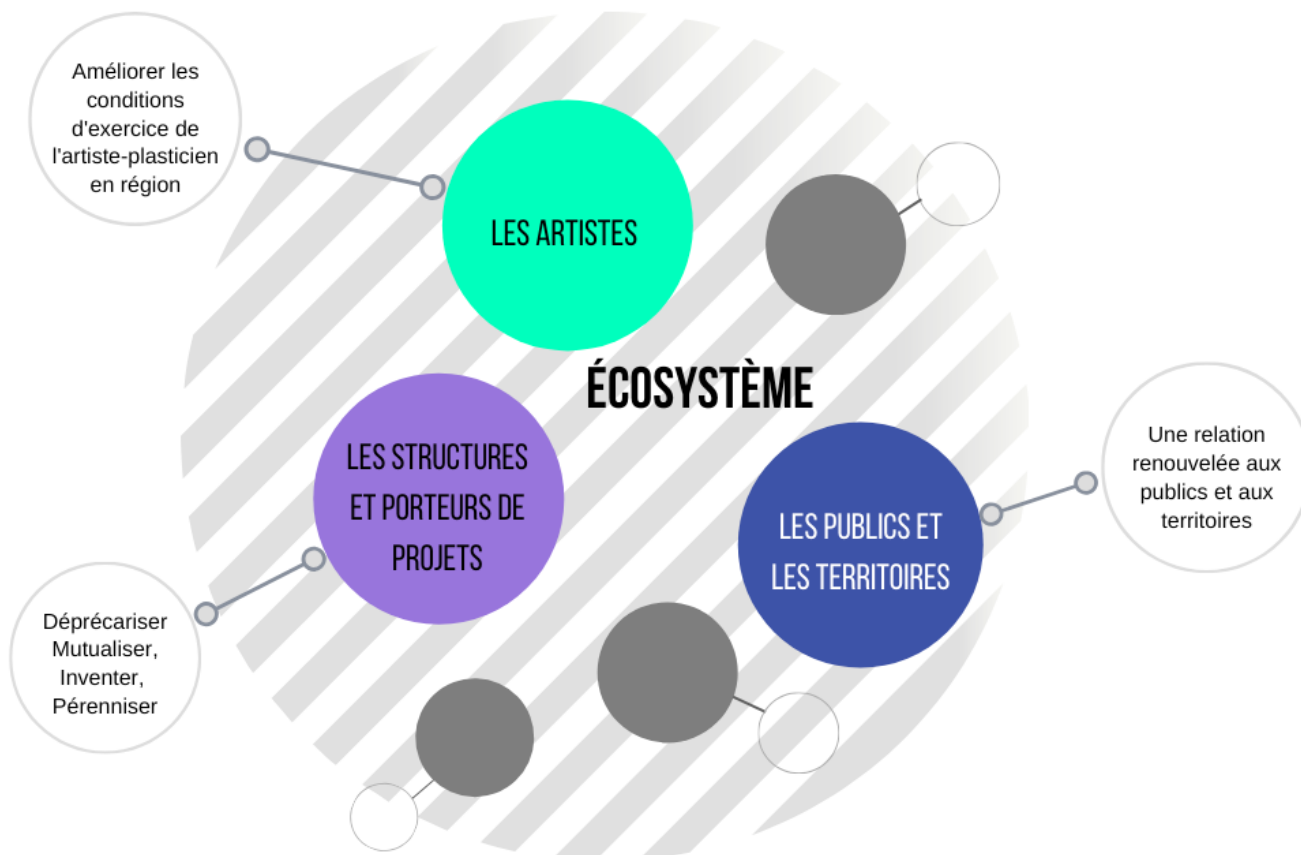 Améliorer les
conditions
d'exercice de
l'artiste-plasticien
en région
LES ARTISTES
ÉCOSYSTÈME
LES STRUCTURES
ET PORTEURS DE
PROJETS
Une relation
renouvelée aux
publics et aux
territoires
LES PUBLICS ET
LES TERRITOIRES
Déprécariser
Mutualiser,
Inventer,
Pérenniser